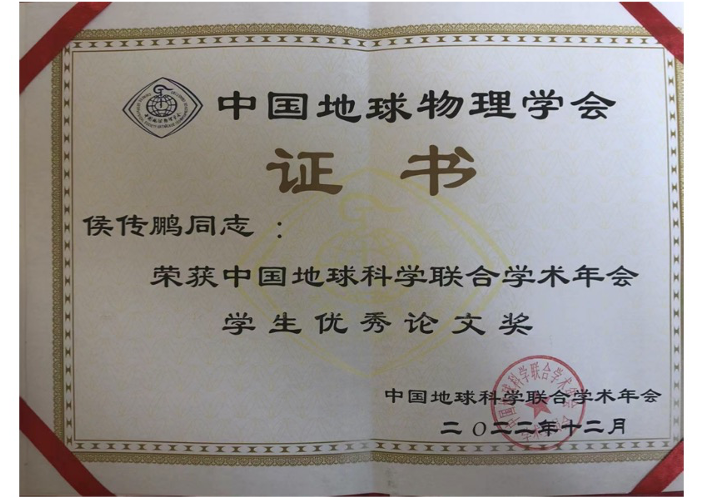 中国地球物理学会
证书
侯传鹏同志：
荣获中国地球科学联合学术年会
学生优秀论文奖
中国地球科学联合学术年会
二〇二二年十二月